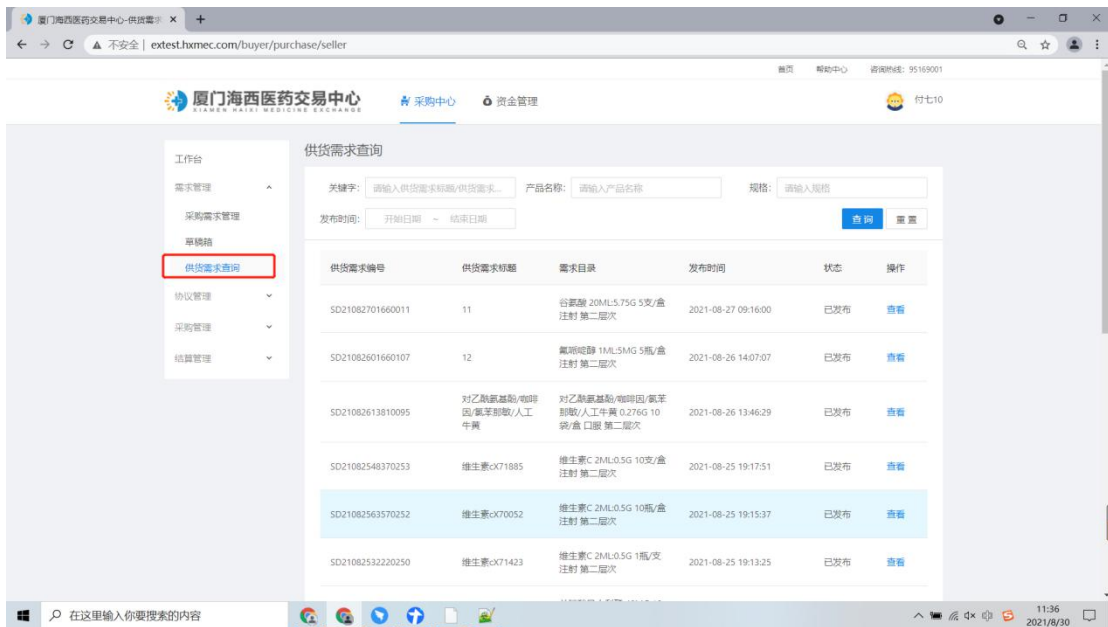 厦门海西医药交易中心-供货需求
不安全 | extest.hxmec.com/buyer/purchase/seller
首页 帮助中心 咨询热线: 95169001
厦门海西医药交易中心
XIAMEN HAIXI MEDICINE EXCHANGE
采购中心 资金管理 付七10
工作台
需求管理
采购需求管理
草稿箱
供货需求查询
协议管理
采购管理
结算管理
供货需求查询
关键字: 请输入供货需求标题/供货需求... 产品名称: 请输入产品名称 规格: 请输入规格
发布时间: 开始日期 ~ 结束日期 查询 重置
供货需求编号 供货需求标题 需求目录 发布时间 状态 操作
SD21082701660011 11 谷氨酸 20ML:5.75G 5支/盒 2021-08-27 09:16:00 已发布 查看
注射 第二层次
SD21082601660107 12 氟哌啶醇 1ML:5MG 5瓶/盒 2021-08-26 14:07:07 已发布 查看
注射 第二层次
对乙酰氨基酚/咖啡 对乙酰氨基酚/咖啡因/氯苯
SD21082613810095 因/氯苯那敏/人工 那敏/人工牛黄 0.276G 10 2021-08-26 13:46:29 已发布 查看
牛黄 袋/盒 口服 第二层次
SD21082548370253 维生素cX71885 维生素C 2ML:0.5G 10支/盒 2021-08-25 19:17:51 已发布 查看
注射 第二层次
SD21082563570252 维生素cX70052 维生素C 2ML:0.5G 10瓶/盒 2021-08-25 19:15:37 已发布 查看
注射 第二层次
SD21082532220250 维生素cX71423 维生素C 2ML:0.5G 1瓶/支 2021-08-25 19:13:25 已发布 查看
注射 第二层次
在这里输入你要搜索的内容
11:36
2021/8/30